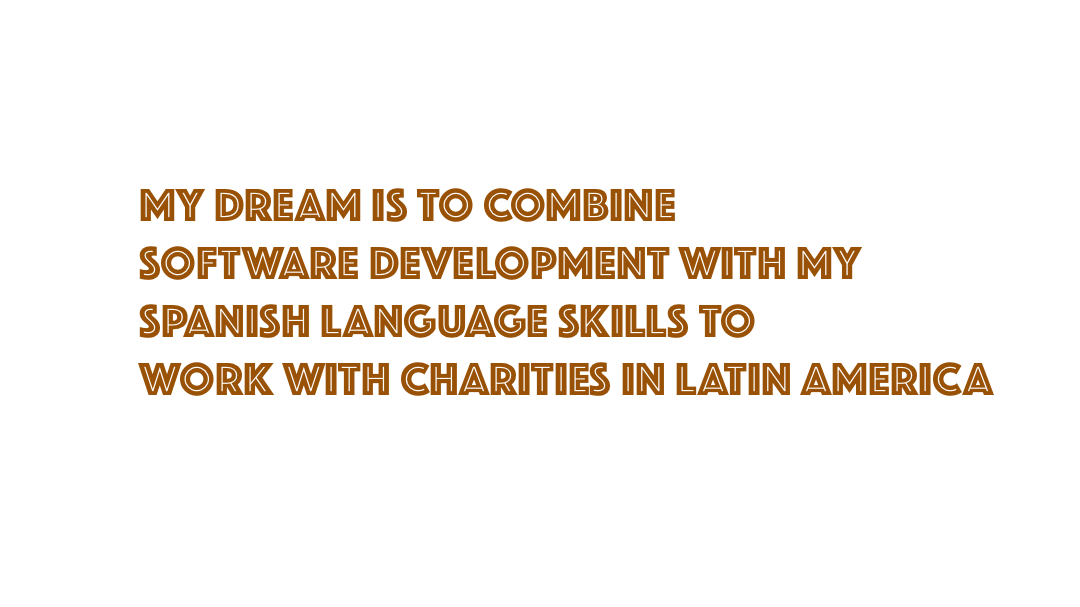 MY DREAM IS TO COMBINE
SOFTWARE DEVELOPMENT WITH MY
SPANISH LANGUAGE SKILLS TO
WORK WITH CHARITIES IN LATIN AMERICA